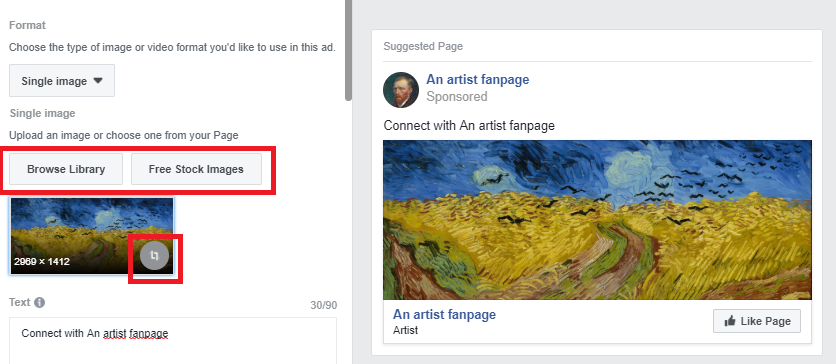 Format
Choose the type of image or video format you'd like to use in this ad.
Single image
Single image
Upload an image or choose one from your Page
Browse Library
Free Stock Images
2969 × 1412
Text
30/90
Connect with An artist fanpage
Suggested Page
An artist fanpage
Sponsored
Connect with An artist fanpage
An artist fanpage
Artist
Like Page